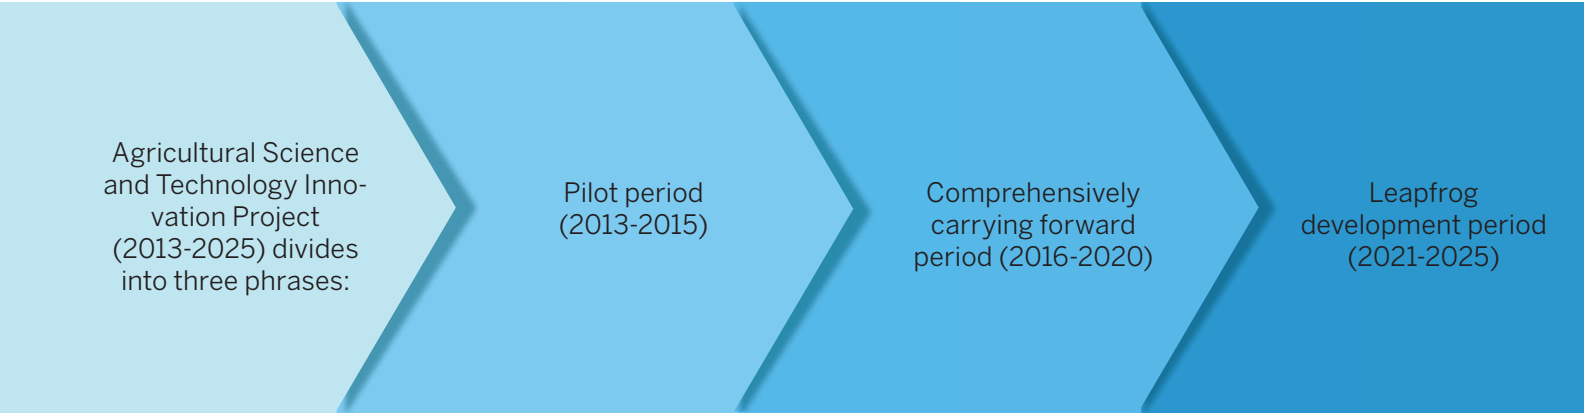 Agricultural Science
and Technology Inno-
vation Project
(2013-2025) divides
into three phrases:
Pilot period
(2013-2015)
Comprehensively
carrying forward
period (2016-2020)
Leapfrog
development period
(2021-2025)